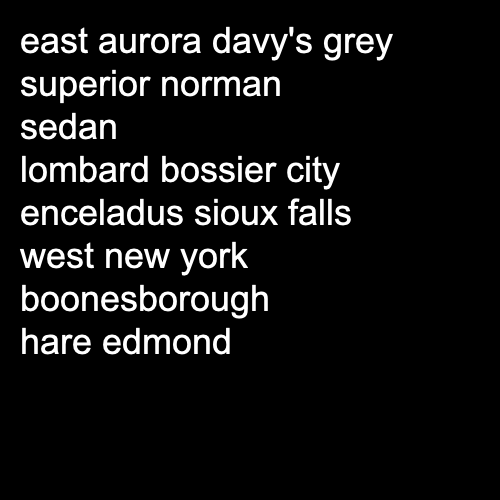 east aurora davy's grey
superior norman
sedan
lombard bossier city
enceladus sioux falls
west new york
boonesborough
hare edmond